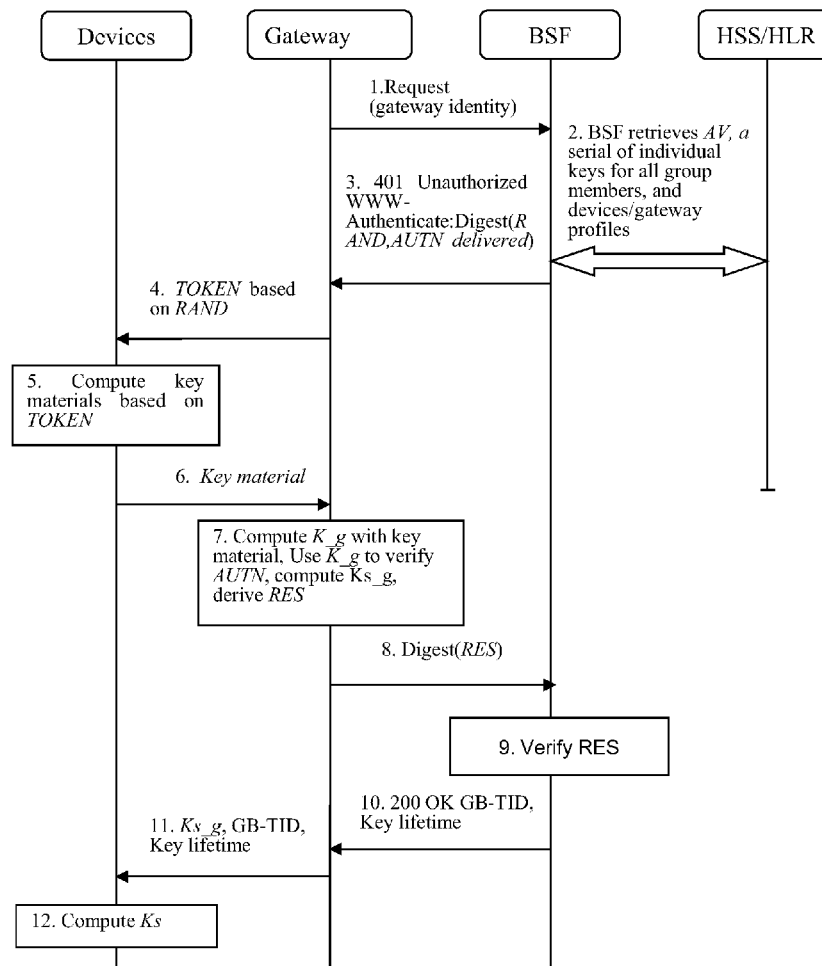 Devices
Gateway
BSF
HSS/HLR
1.Request
(gateway identity)
2. BSF retrieves AV, a
serial of individual
keys for all group
members, and
devices/gateway
profiles
3. 401 Unauthorized
WWW-
Authenticate:Digest(R
AND,AUTN delivered)
4. TOKEN based
on RAND
5. Compute key
materials based on
TOKEN
6. Key material
7. Compute K_g with key
material, Use K_g to verify
AUTN, compute Ks_g,
derive RES
8. Digest(RES)
9. Verify RES
10. 200 OK GB-TID,
Key lifetime
11. Ks_g, GB-TID,
Key lifetime
12. Compute Ks